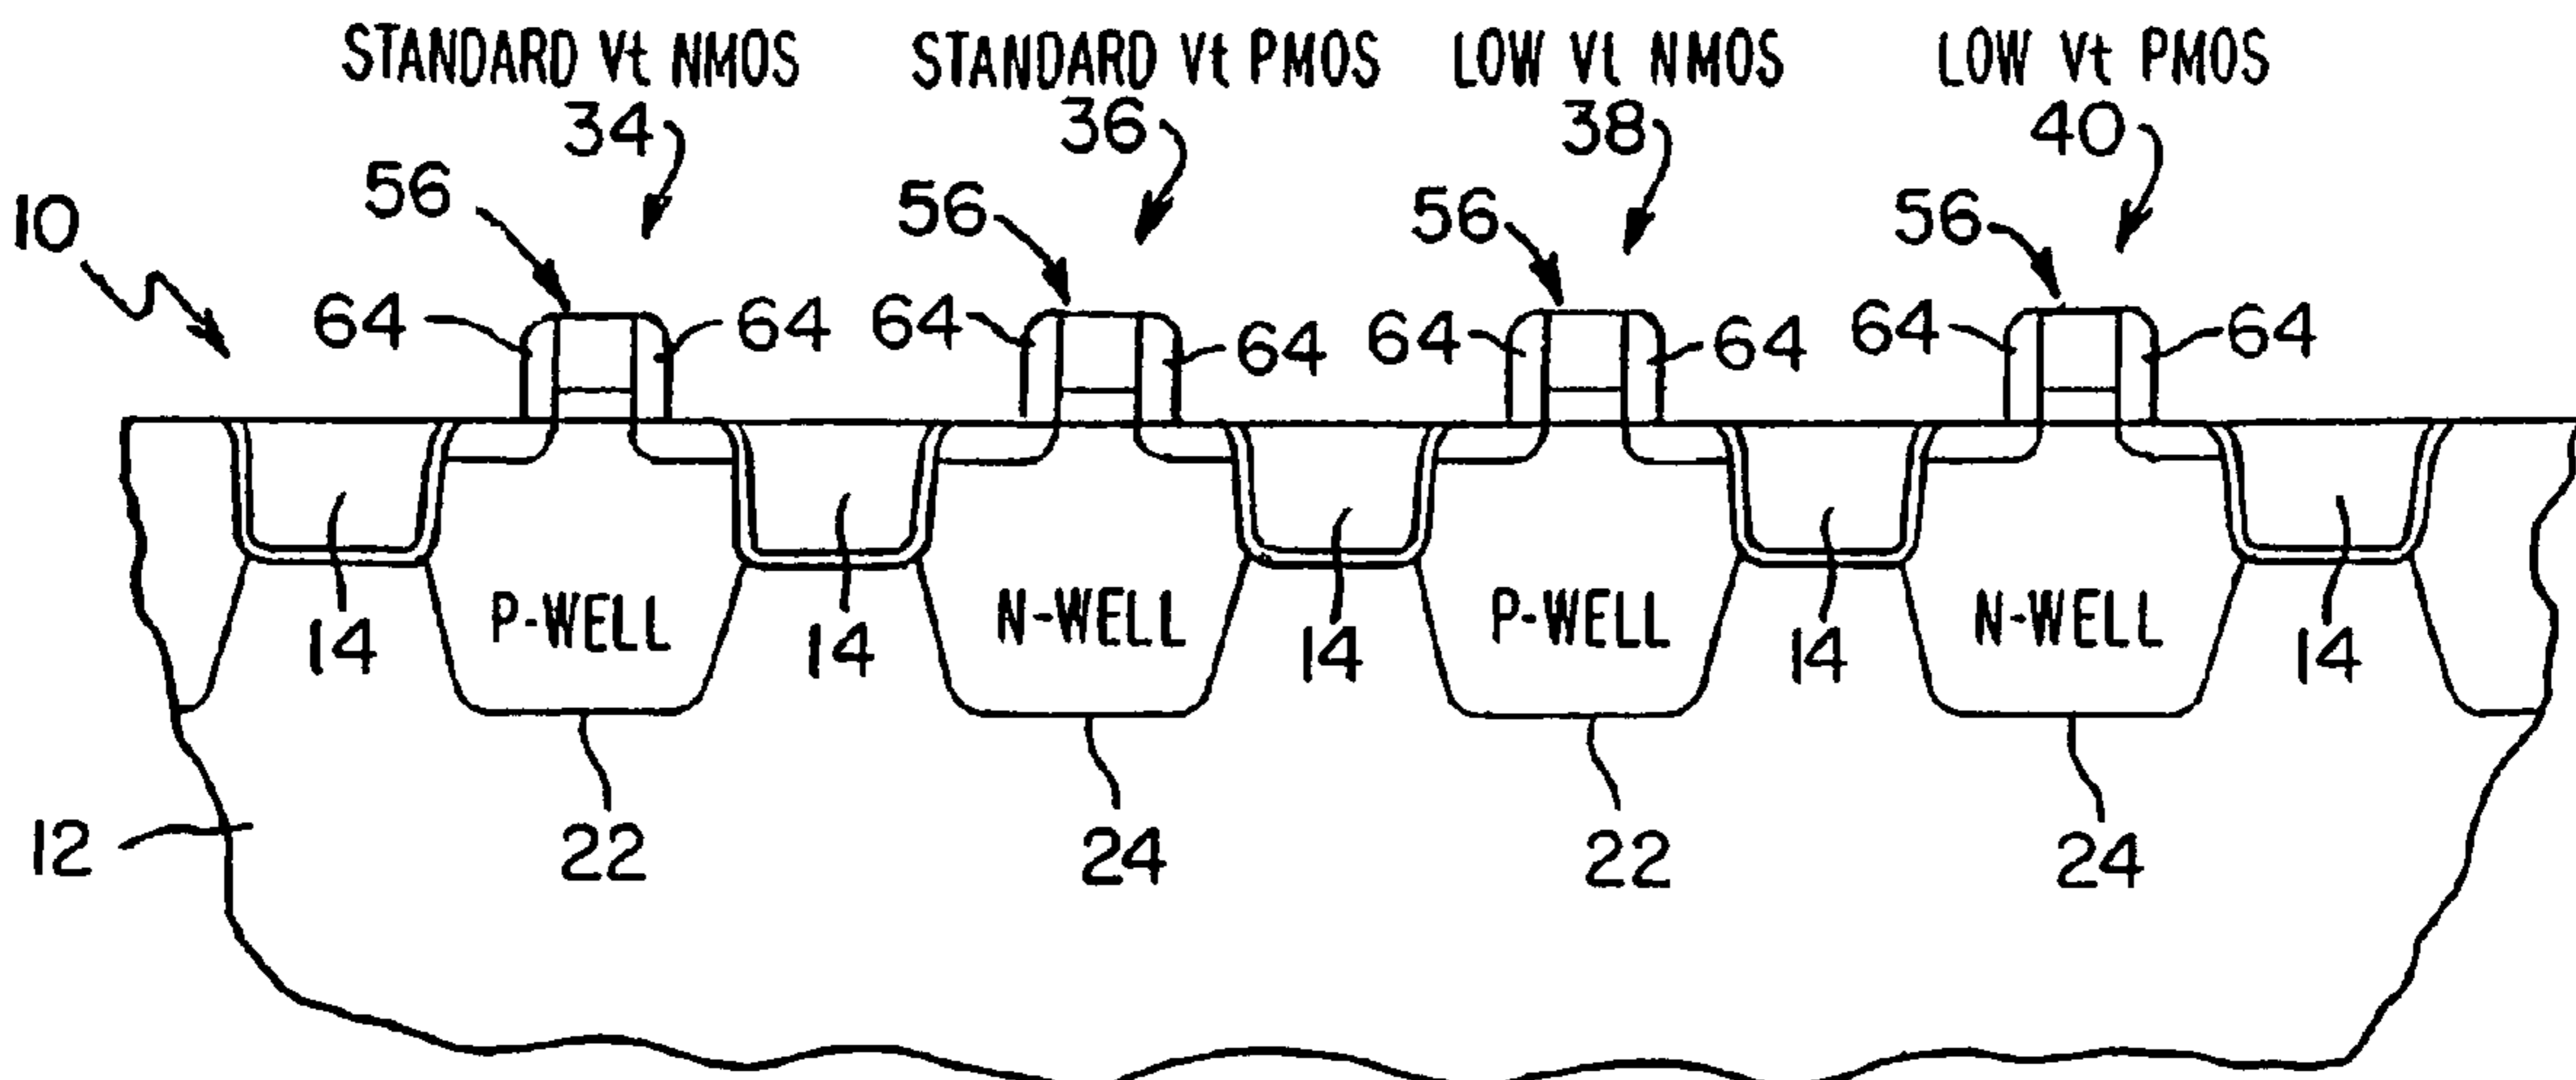 STANDARD Vt NMOS STANDARD Vt PMOS LOW Vt NMOS LOW Vt PMOS
34 36 38 40
56 56 56 56
10
64 64 64 64 64 64 64 64
P-WELL N-WELL P-WELL N-WELL
14 14 14 14 14
12 22 24 22 24